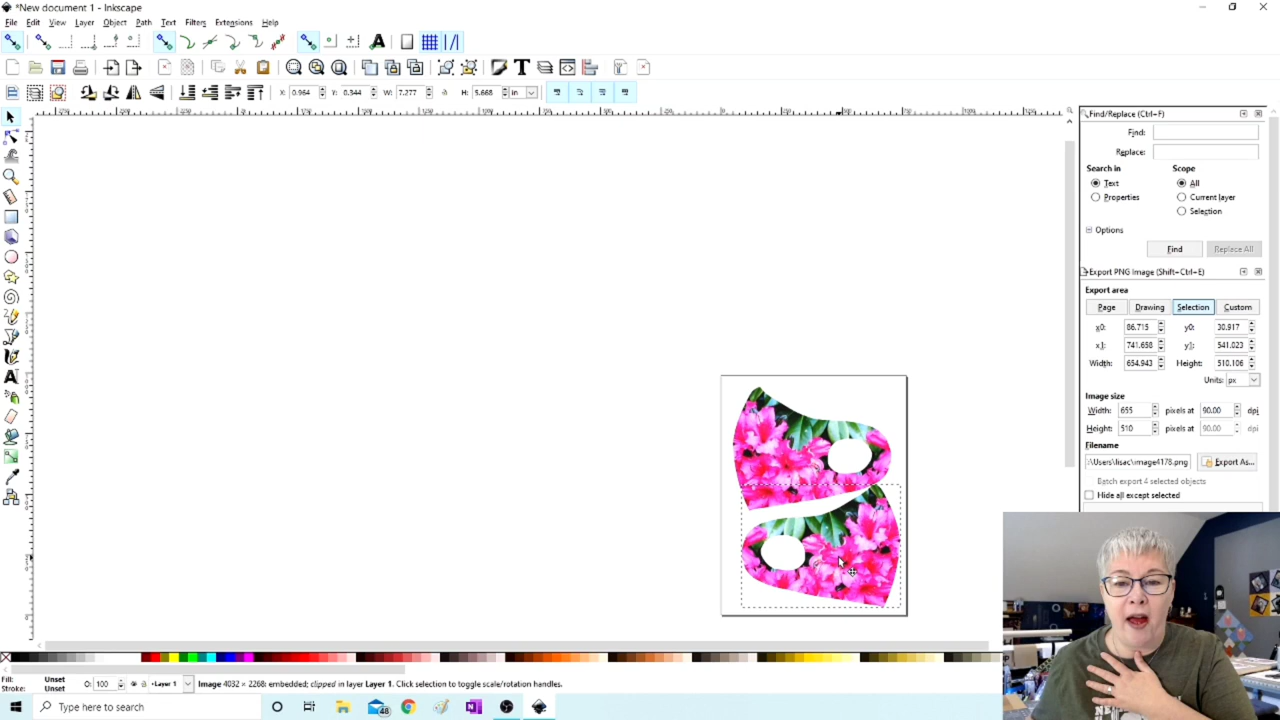 *New document 1 - Inkscape
File Edit View Layer Object Path Text Filters Extensions Help
X: 0.964 Y: 0.344 W: 7.277 H: 5.668 in
Find/Replace (Ctrl+F)
Find:
Replace:
Search in Scope
Text All
Properties Current layer
Selection
Options
Find Replace All
Export PNG Image (Shift+Ctrl+E)
Export area
Page Drawing Selection Custom
x0: 86.715 y0: 30.917
x1: 741.658 y1: 541.023
Width: 654.943 Height: 510.106
Units: px
Image size
Width: 655 pixels at 90.00 dpi
Height: 510 pixels at 90.00 dpi
Filename
:\Users\lisac\image4178.png Export As...
Batch export 4 selected objects
Hide all except selected
Fill: Unset
Stroke: Unset
O: 100 Layer 1 Image 4032 × 2268: embedded; clipped in layer Layer 1. Click selection to toggle scale/rotation handles.
Type here to search 48